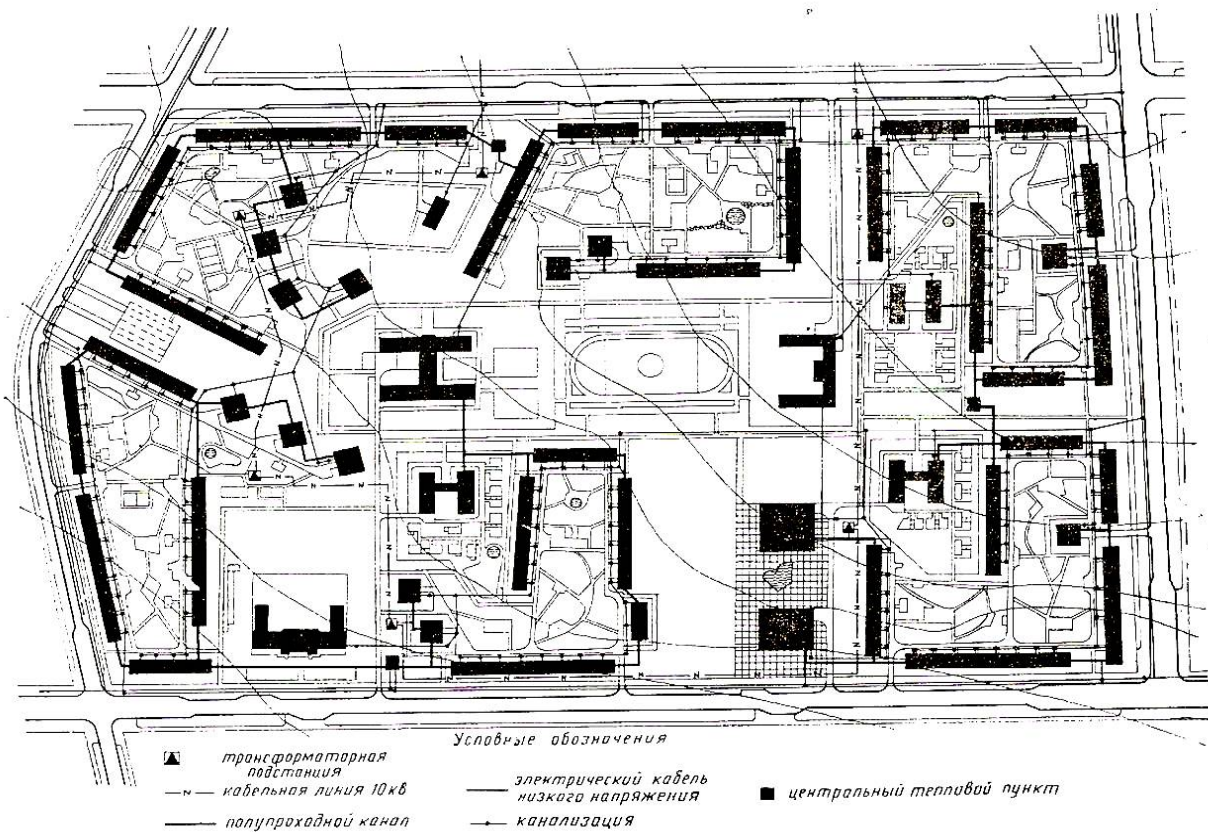 Условные обозначения
трансформаторная
подстанция
N кабельная линия 10кВ
полупроходной канал
электрический кабель
низкого напряжения
канализация
центральный тепловой пункт